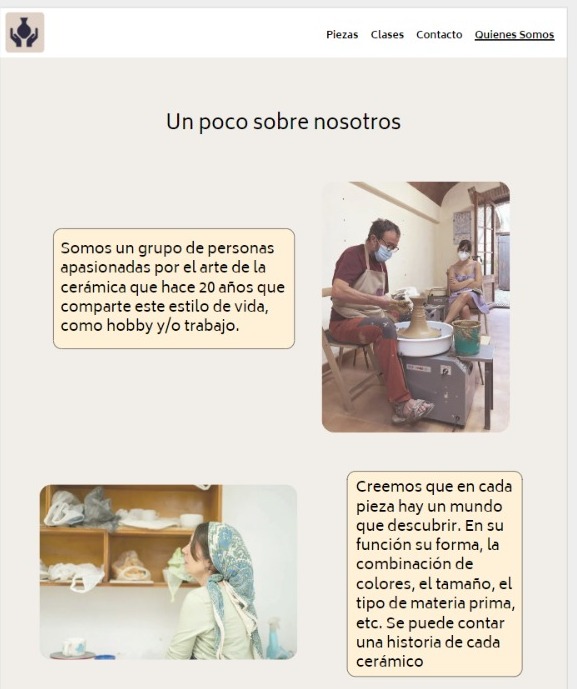 Piezas Clases Contacto Quienes Somos
Un poco sobre nosotros
Somos un grupo de personas
apasionadas por el arte de la
cerámica que hace 20 años que
comparte este estilo de vida,
como hobby y/o trabajo.
Creemos que en cada
pieza hay un mundo
que descubrir. En su
función su forma, la
combinación de
colores, el tamaño, el
tipo de materia prima,
etc. Se puede contar
una historia de cada
cerámico